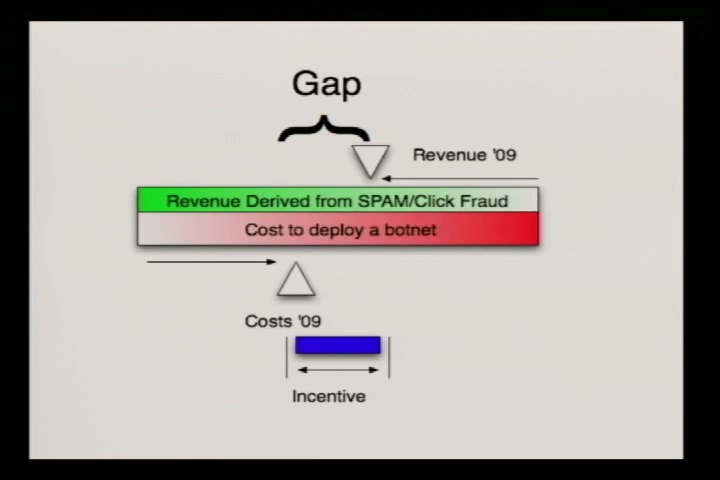 Gap
Revenue '09
Revenue Derived from SPAM/Click Fraud
Cost to deploy a botnet
Costs '09
Incentive